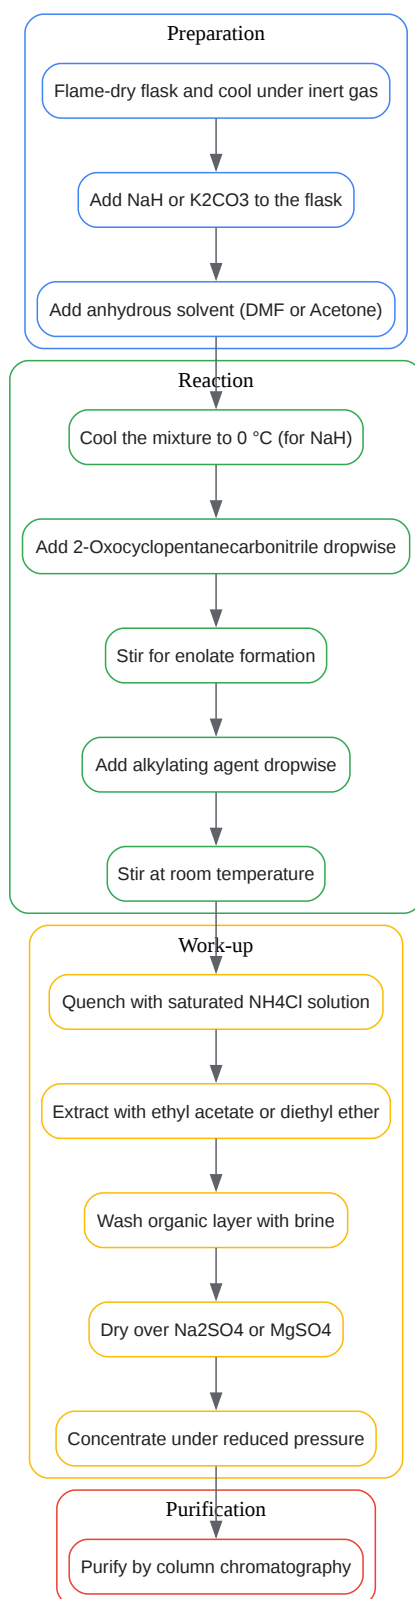 Preparation
Flame-dry flask and cool under inert gas
Add NaH or K2CO3 to the flask
Add anhydrous solvent (DMF or Acetone)
Reaction
Cool the mixture to 0 °C (for NaH)
Add 2-Oxocyclopentanecarbonitrile dropwise
Stir for enolate formation
Add alkylating agent dropwise
Stir at room temperature
Work-up
Quench with saturated NH4Cl solution
Extract with ethyl acetate or diethyl ether
Wash organic layer with brine
Dry over Na2SO4 or MgSO4
Concentrate under reduced pressure
Purification
Purify by column chromatography